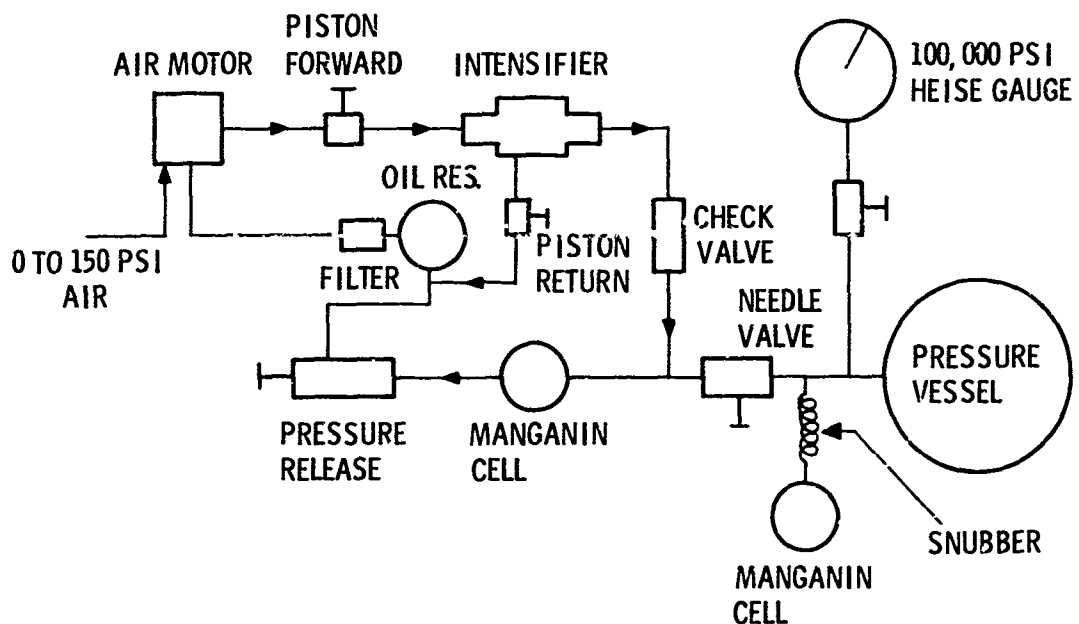 PISTON
FORWARD
AIR MOTOR
INTENSIFIER
100,000 PSI
HEISE GAUGE
OIL RES.
CHECK
VALVE
PISTON
RETURN
0 TO 150 PSI
AIR
FILTER
NEEDLE
VALVE
PRESSURE
VESSEL
PRESSURE
RELEASE
MANGANIN
CELL
SNUBBER
MANGANIN
CELL